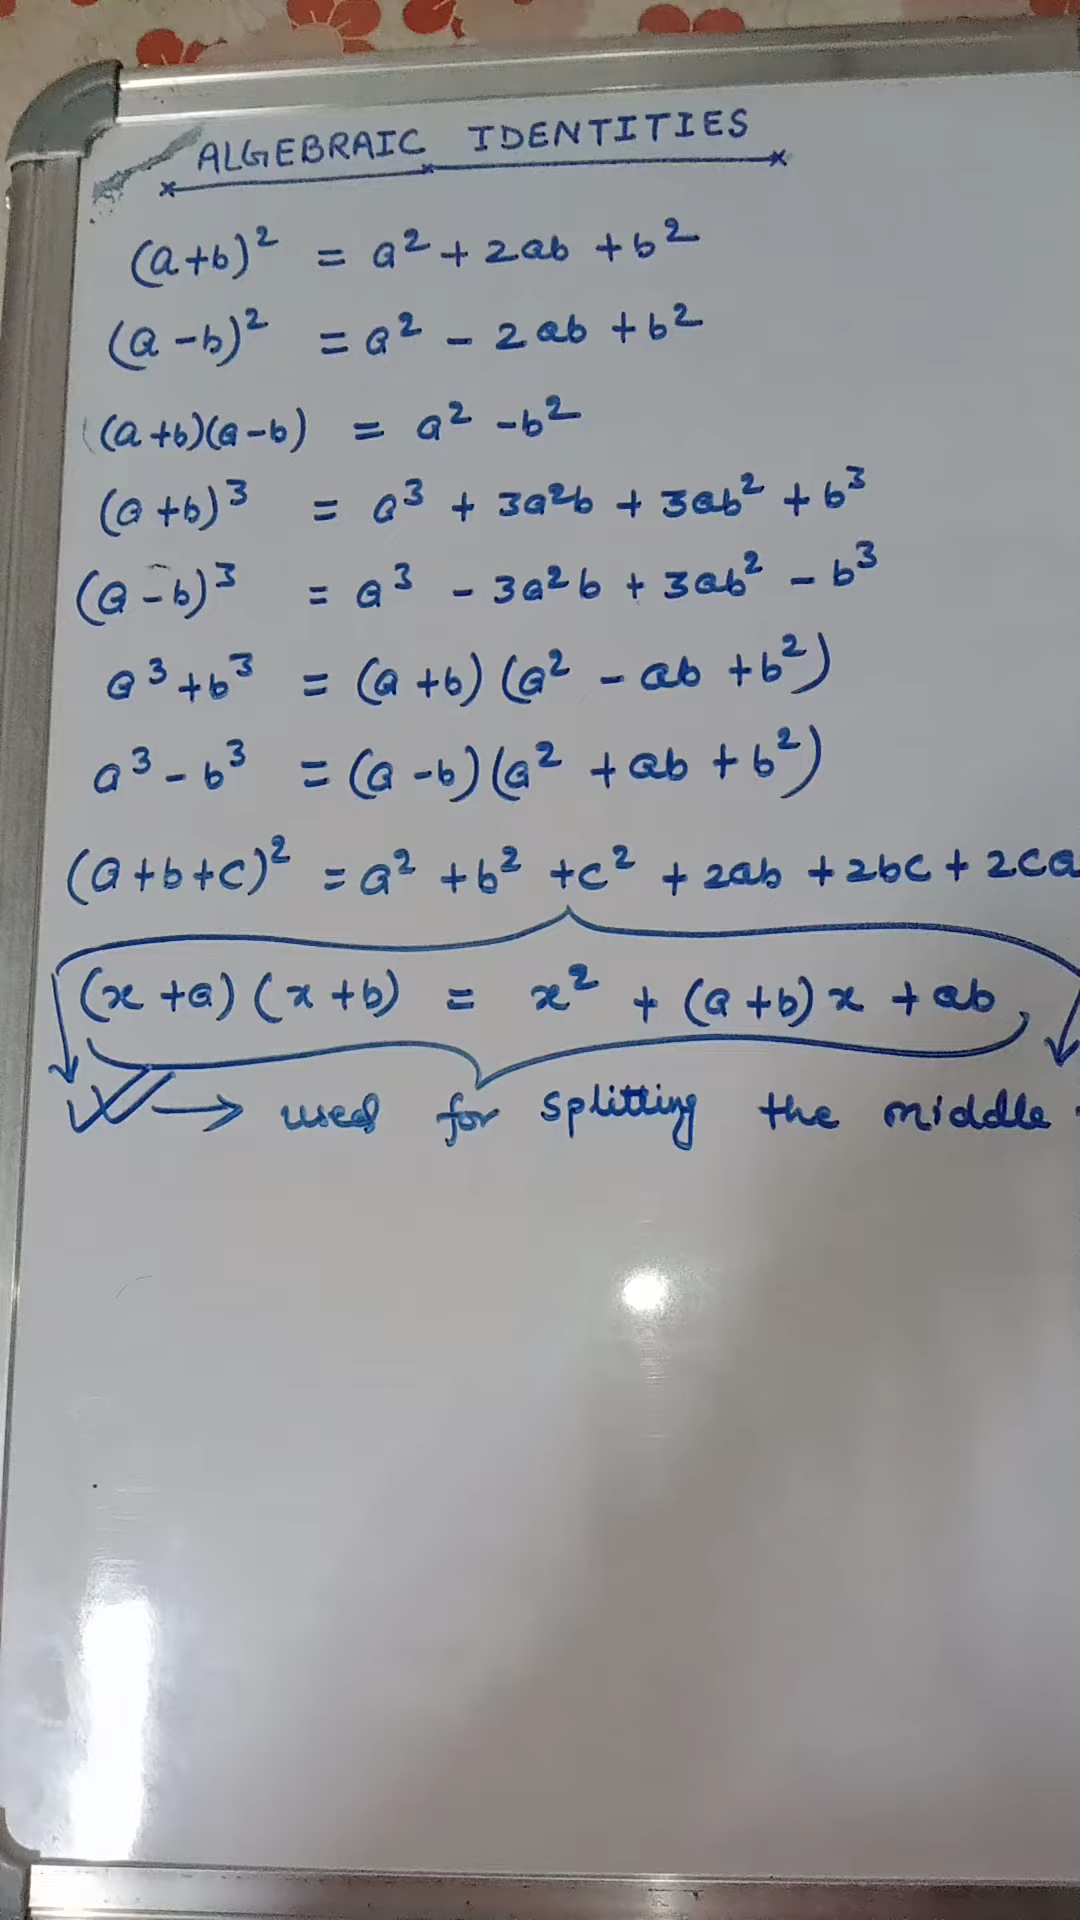 ALGEBRAIC IDENTITIES
(a+b)² = a² + 2ab + b²
(a-b)² = a² - 2ab + b²
(a+b)(a-b) = a² - b²
(a+b)³ = a³ + 3a²b + 3ab² + b³
(a-b)³ = a³ - 3a²b + 3ab² - b³
a³+b³ = (a+b)(a² - ab + b²)
a³-b³ = (a-b)(a² + ab + b²)
(a+b+c)² = a² + b² + c² + 2ab + 2bc + 2ca
(x+a)(x+b) = x² + (a+b)x + ab
→ used for splitting the middle